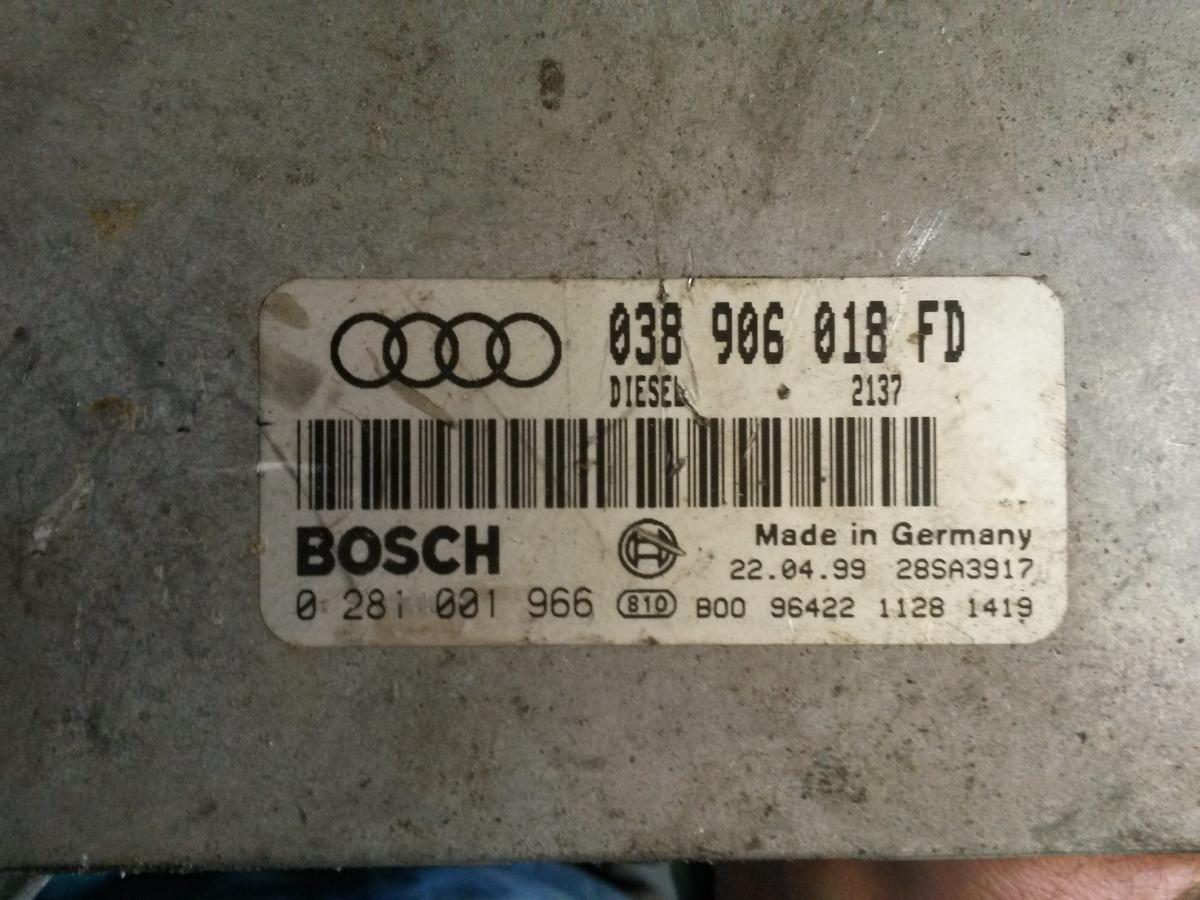 038 906 018 FD
DIESEL 2137
BOSCH
Made in Germany
22.04.99 28SA3917
0 281 001 966 810 B00 96422 1128 1419